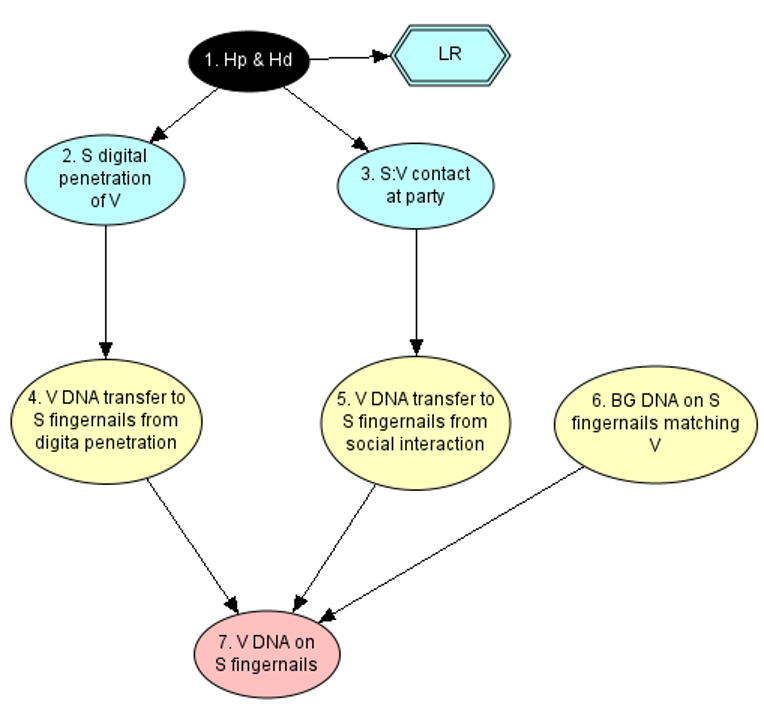 1. Hp & Hd
LR
2. S digital
penetration
of V
3. S:V contact
at party
4. V DNA transfer to
S fingernails from
digita penetration
5. V DNA transfer to
S fingernails from
social interaction
6. BG DNA on S
fingernails matching
V
7. V DNA on
S fingernails